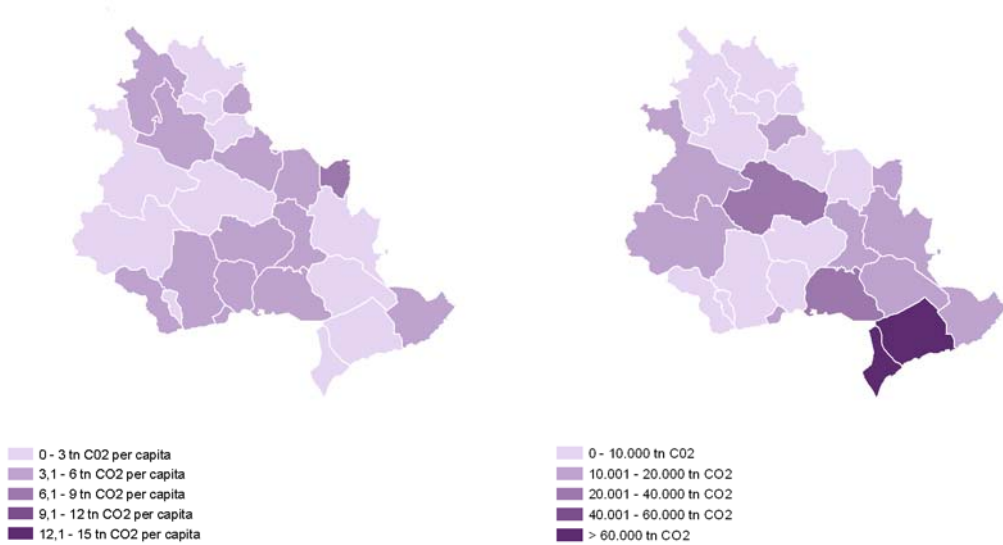 0 - 3 tn C02 per capita
3,1 - 6 tn CO2 per capita
6,1 - 9 tn CO2 per capita
9,1 - 12 tn CO2 per capita
12,1 - 15 tn CO2 per capita
0 - 10.000 tn C02
10.001 - 20.000 tn CO2
20.001 - 40.000 tn CO2
40.001 - 60.000 tn CO2
> 60.000 tn CO2